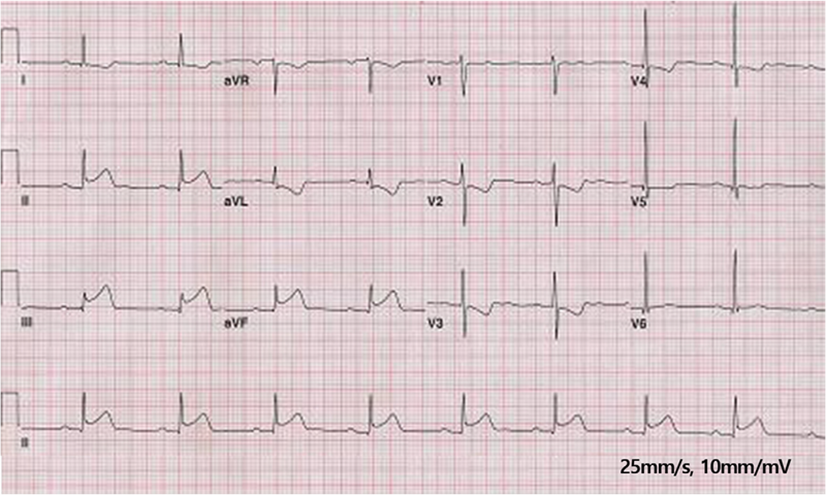 I aVR V1 V4
II aVL V2 V5
III aVF V3 V6
II
25mm/s, 10mm/mV